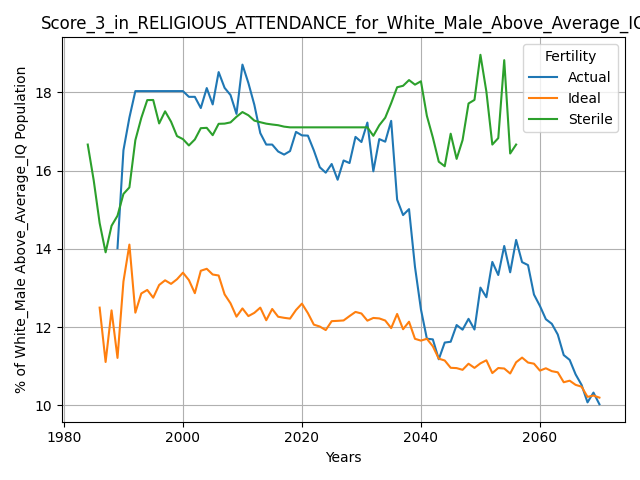 Score_3_in_RELIGIOUS_ATTENDANCE_for_White_Male_Above_Average_IQ
% of White_Male Above_Average_IQ Population
18
16
14
12
10
1980
2000
2020
2040
2060
Years
Fertility
Actual
Ideal
Sterile